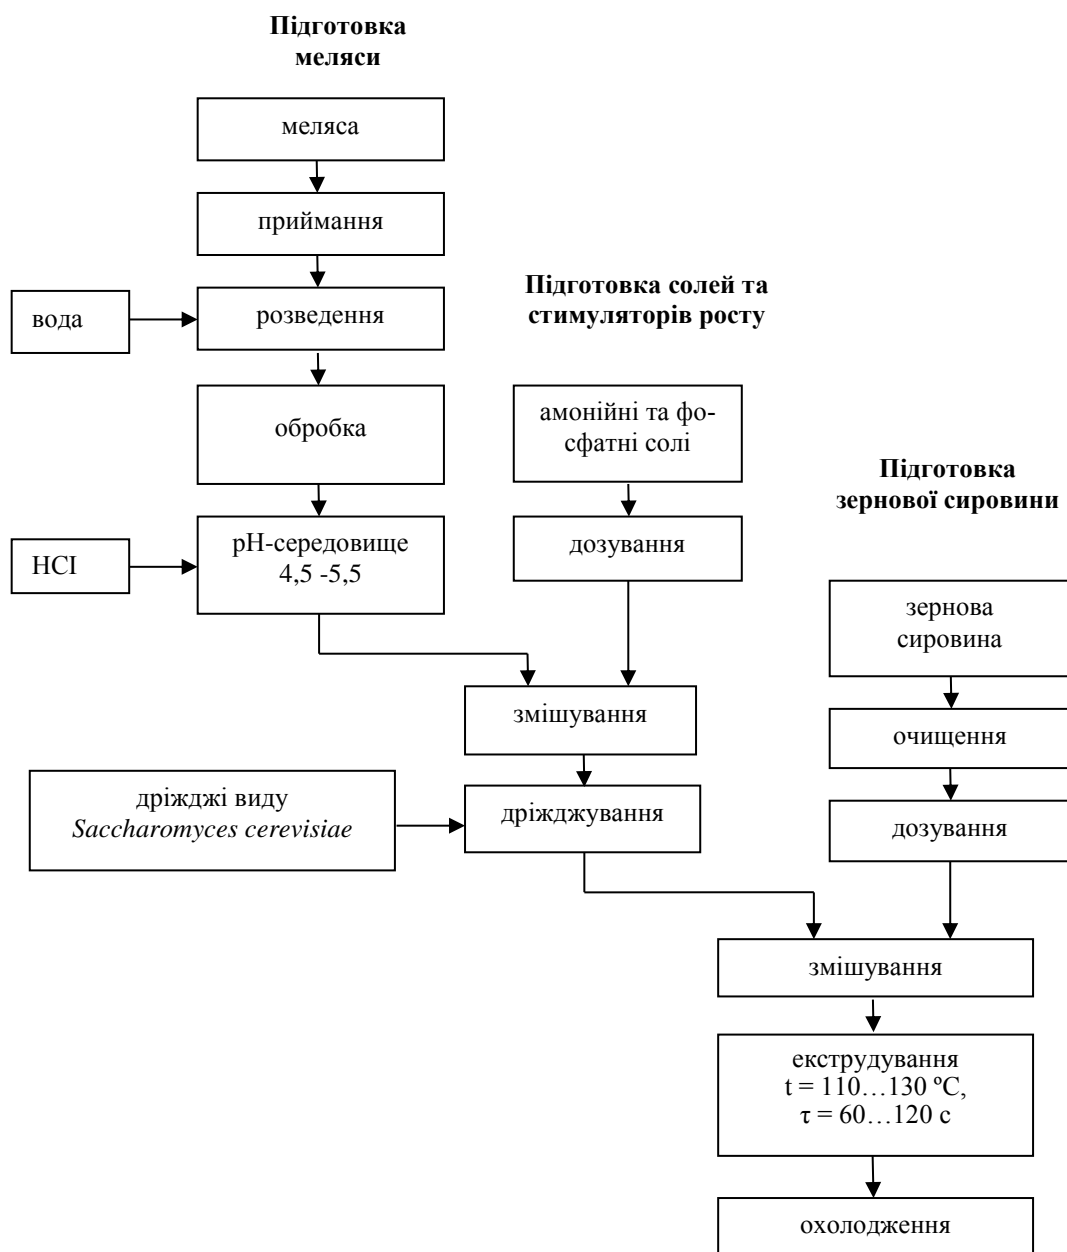 Підготовка
меляси
меляса
приймання
вода
розведення
обробка
HCI
pH-середовище
4,5 -5,5
Підготовка солей та
стимуляторів росту
амонійні та фо-
сфатні солі
дозування
змішування
дріжджі виду
Saccharomyces cerevisiae
дріжджування
Підготовка
зернової сировини
зернова
сировина
очищення
дозування
змішування
екструдування
t = 110…130 ºС,
τ = 60…120 с
охолодження